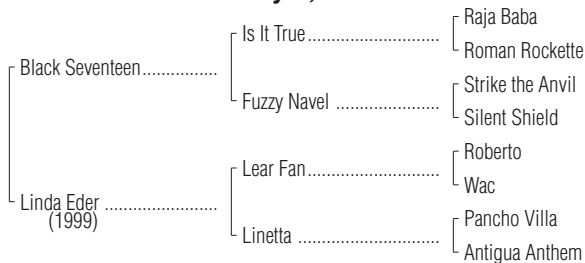 Raja Baba
Is It True
Roman Rockette
Black Seventeen
Strike the Anvil
Fuzzy Navel
Silent Shield
Roberto
Lear Fan
Wac
Linda Eder
(1999)
Pancho Villa
Linetta
Antigua Anthem